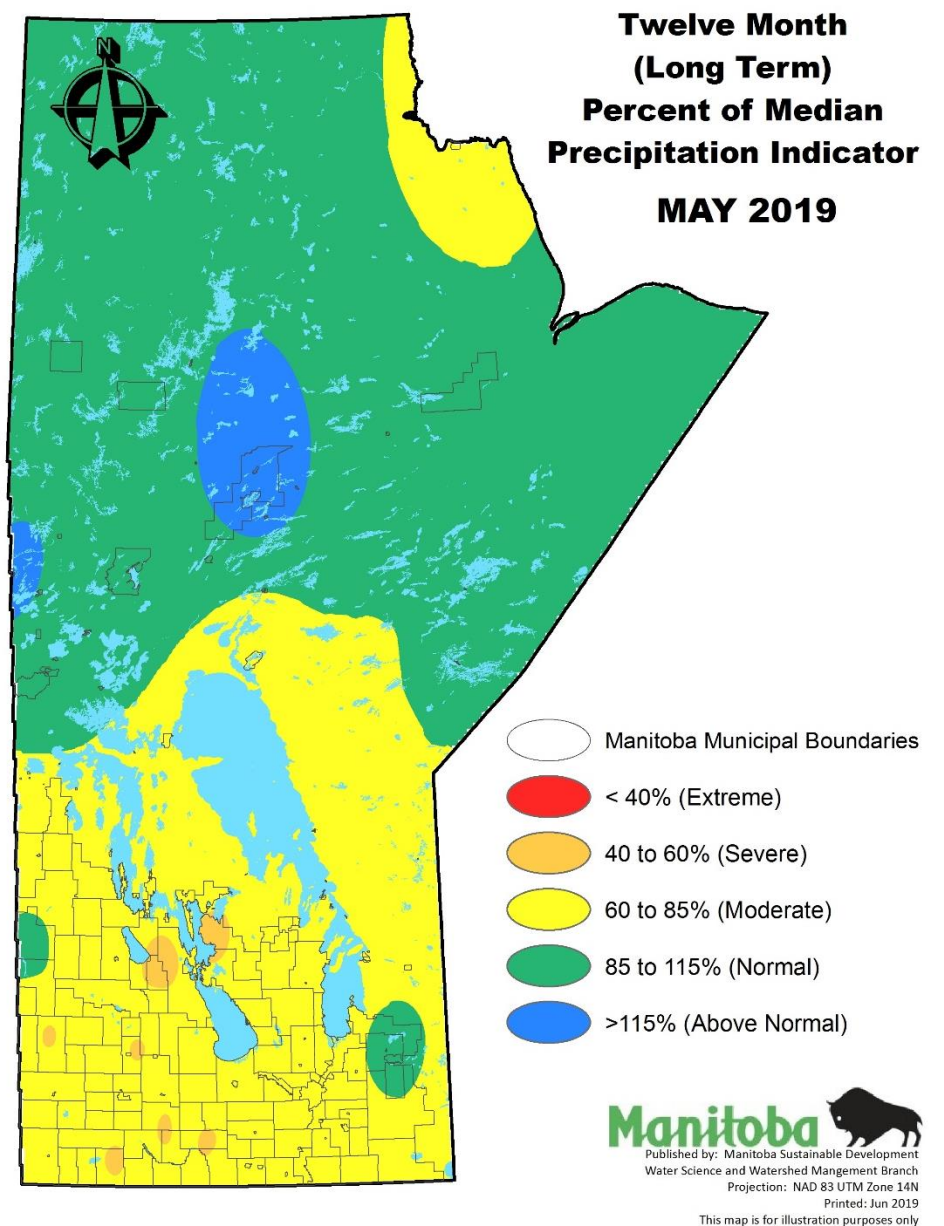 Twelve Month
(Long Term)
Percent of Median
Precipitation Indicator
MAY 2019
N
Manitoba Municipal Boundaries
< 40% (Extreme)
40 to 60% (Severe)
60 to 85% (Moderate)
85 to 115% (Normal)
>115% (Above Normal)
Manitoba
Published by: Manitoba Sustainable Development
Water Science and Watershed Mangement Branch
Projection: NAD 83 UTM Zone 14N
Printed: Jun 2019
This map is for illustration purposes only